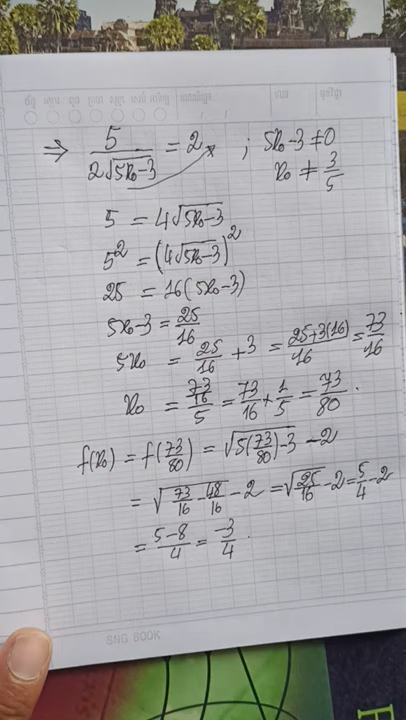 ⇒ 5/(2√(5x₀-3)) = 2 ; 5x₀-3 ≠ 0
x₀ ≠ 3/5
5 = 4√(5x₀-3)
5² = (4√(5x₀-3))²
25 = 16(5x₀-3)
5x₀-3 = 25/16
5x₀ = 25/16 + 3 = (25+3(16))/16 = 73/16
x₀ = (73/16)/5 = 73/16 × 1/5 = 73/80 .
f(x₀) = f(73/80) = √(5(73/80)-3) - 2
= √(73/16 - 48/16) - 2 = √(25/16) - 2 = 5/4 - 2
= (5-8)/4 = -3/4 .
SNG BOOK